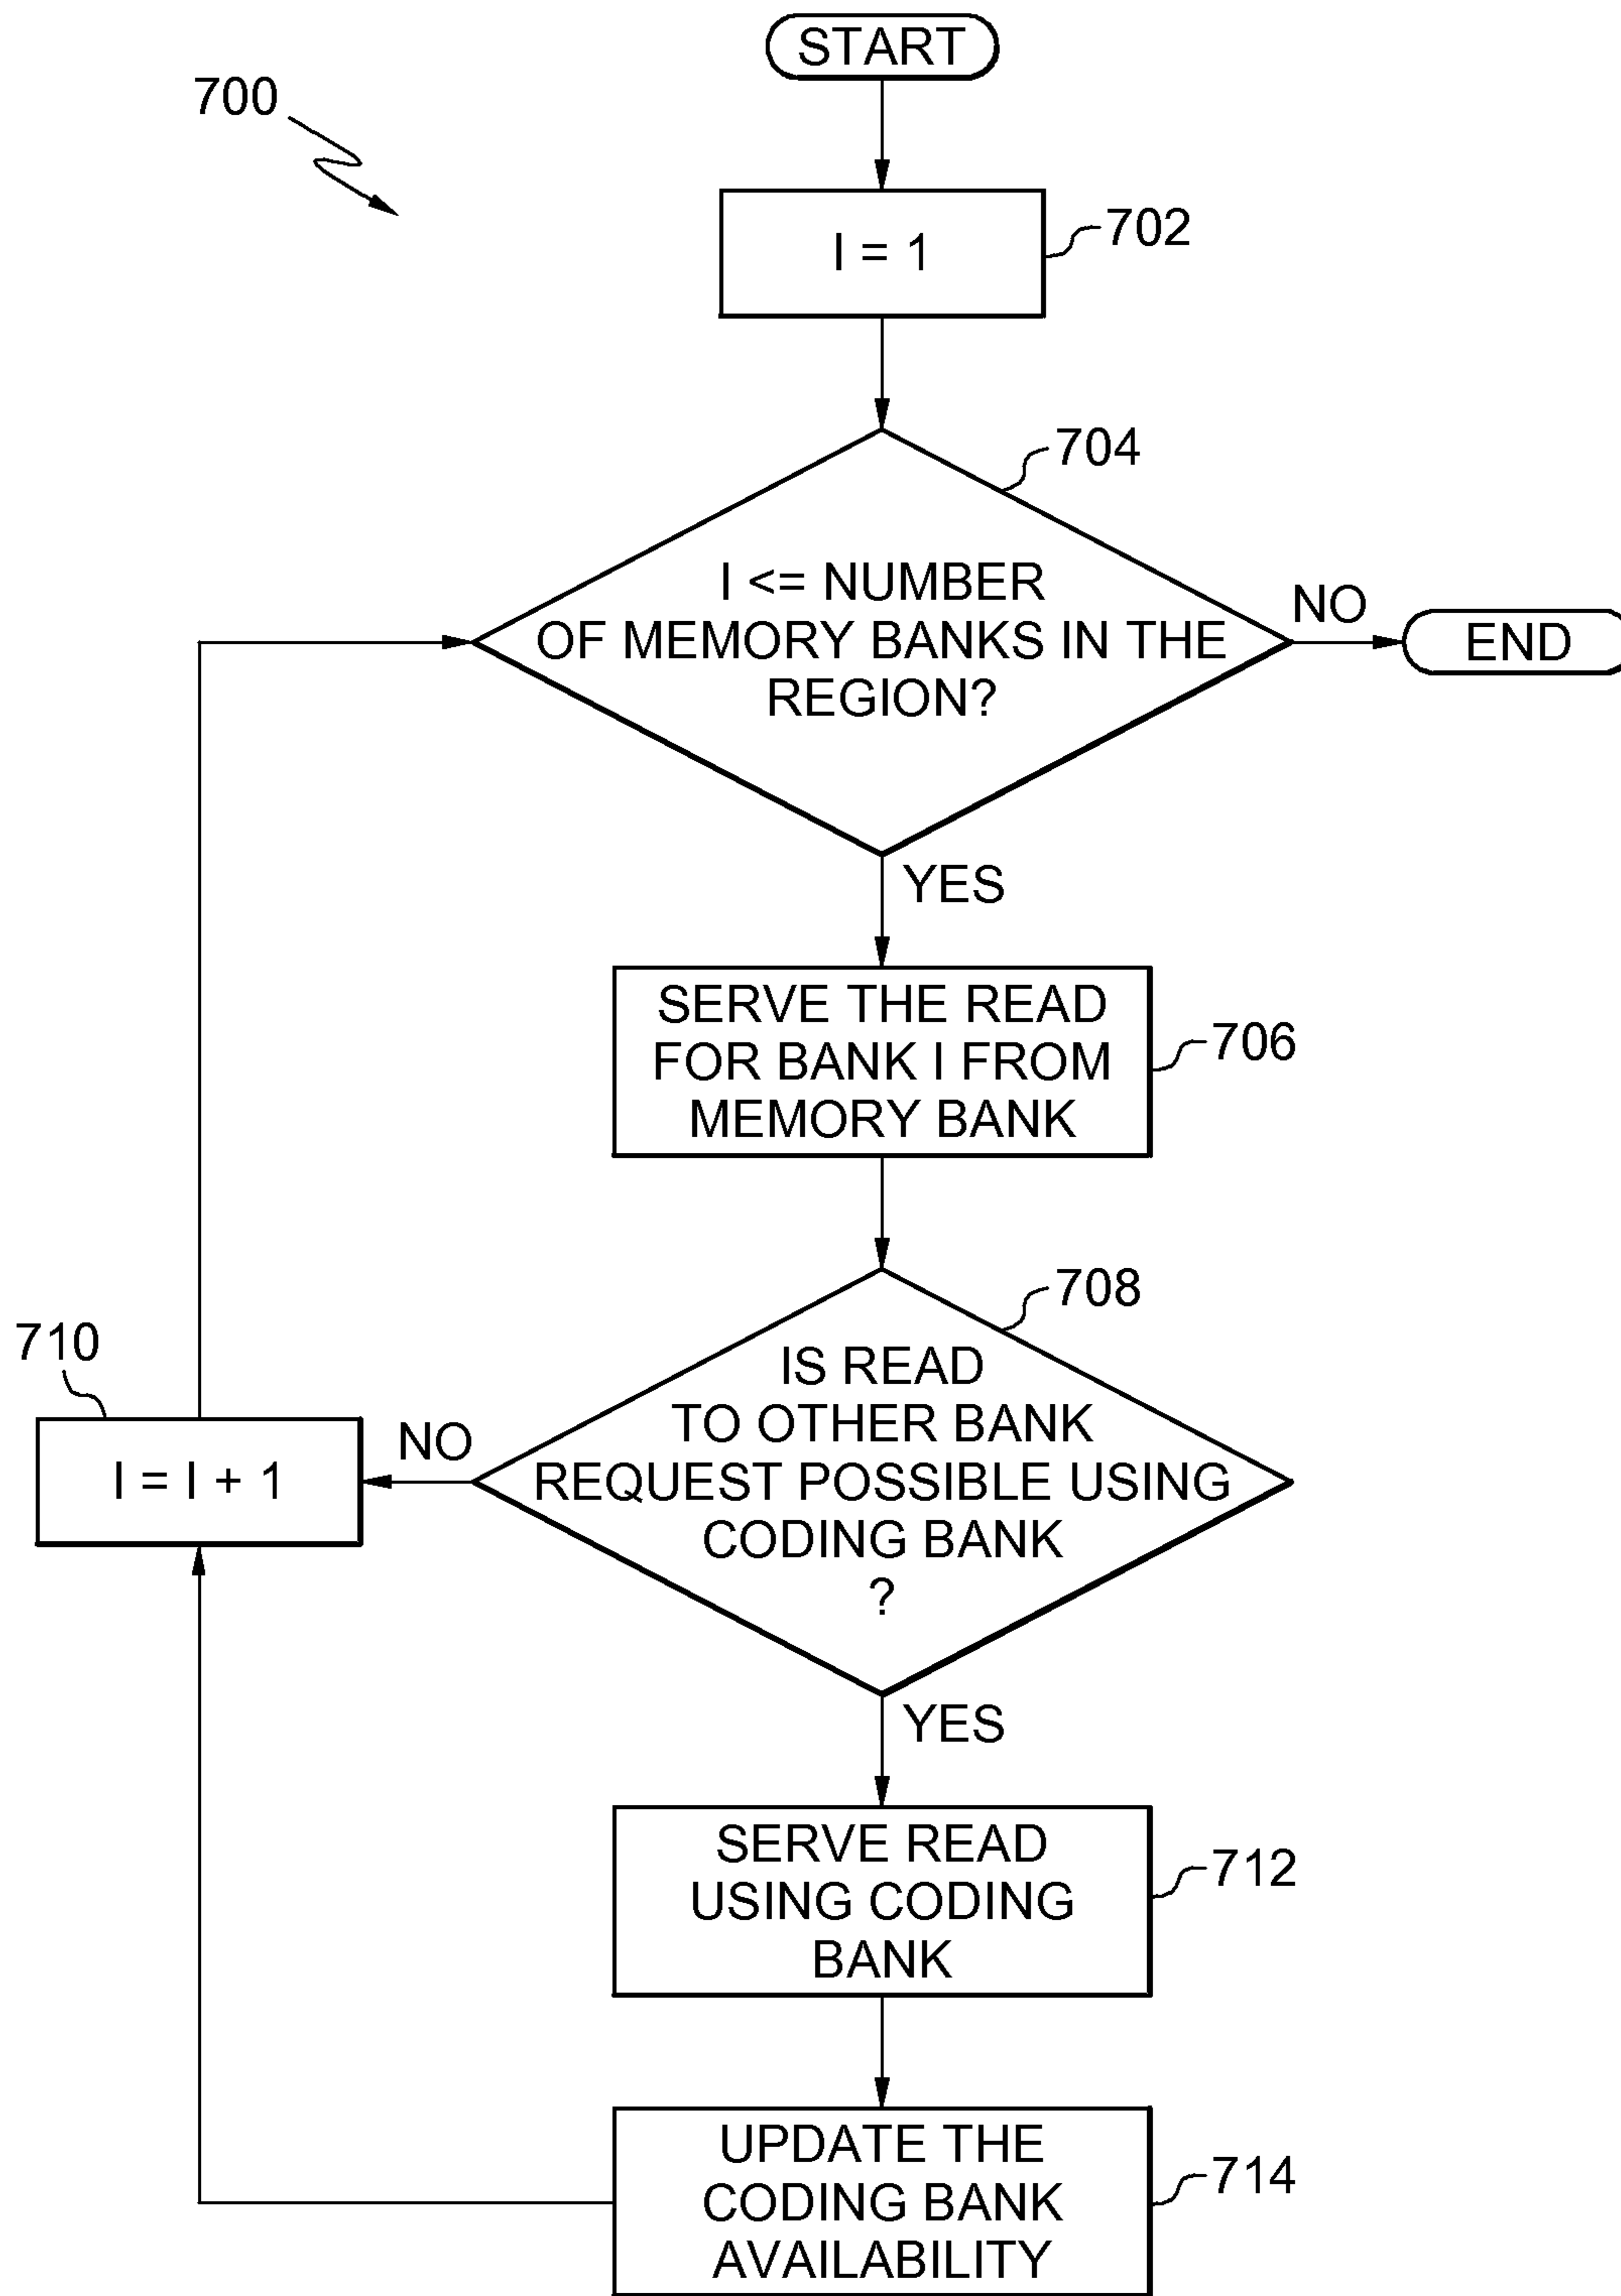 START
700
702
I = 1
704
I <= NUMBER
OF MEMORY BANKS IN THE
REGION?
NO
END
YES
SERVE THE READ
FOR BANK I FROM
MEMORY BANK
706
708
IS READ
TO OTHER BANK
REQUEST POSSIBLE USING
CODING BANK
?
710
NO
I = I + 1
YES
SERVE READ
USING CODING
BANK
712
UPDATE THE
CODING BANK
AVAILABILITY
714